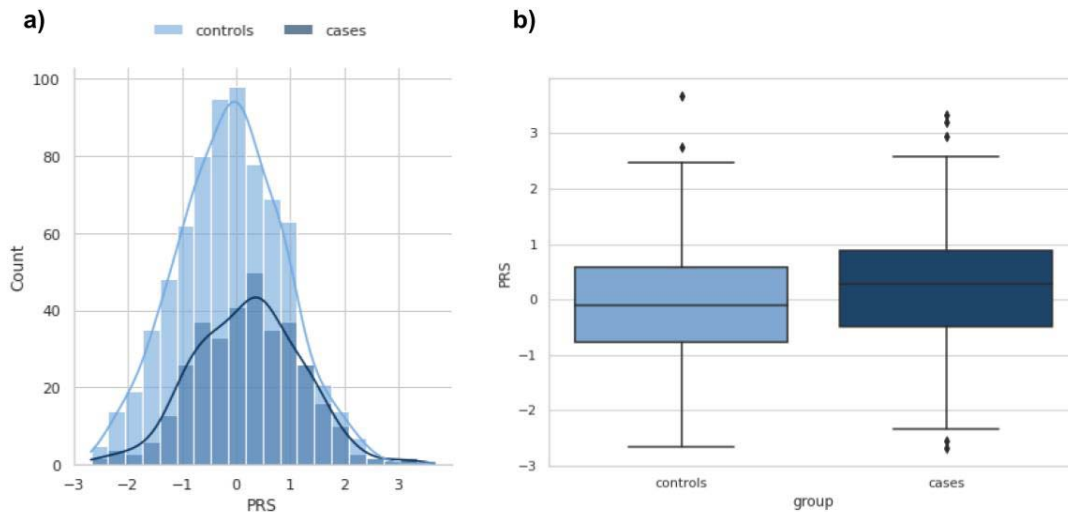 a)
controls cases
100
80
60
40
20
0
Count
−3 −2 −1 0 1 2 3
PRS
b)
3
2
1
0
−1
−2
−3
PRS
controls cases
group